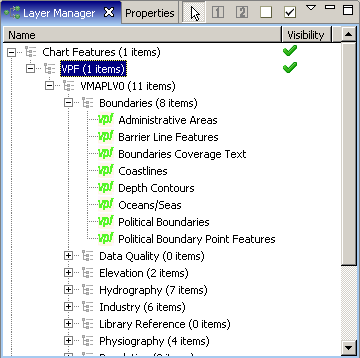 Layer Manager Properties 1 2
Name Visibility
Chart Features (1 items)
VPF (1 items)
VMAPLV0 (11 items)
Boundaries (8 items)
vpf Administrative Areas
vpf Barrier Line Features
vpf Boundaries Coverage Text
vpf Coastlines
vpf Depth Contours
vpf Oceans/Seas
vpf Political Boundaries
vpf Political Boundary Point Features
Data Quality (0 items)
Elevation (2 items)
Hydrography (7 items)
Industry (6 items)
Library Reference (0 items)
Physiography (4 items)